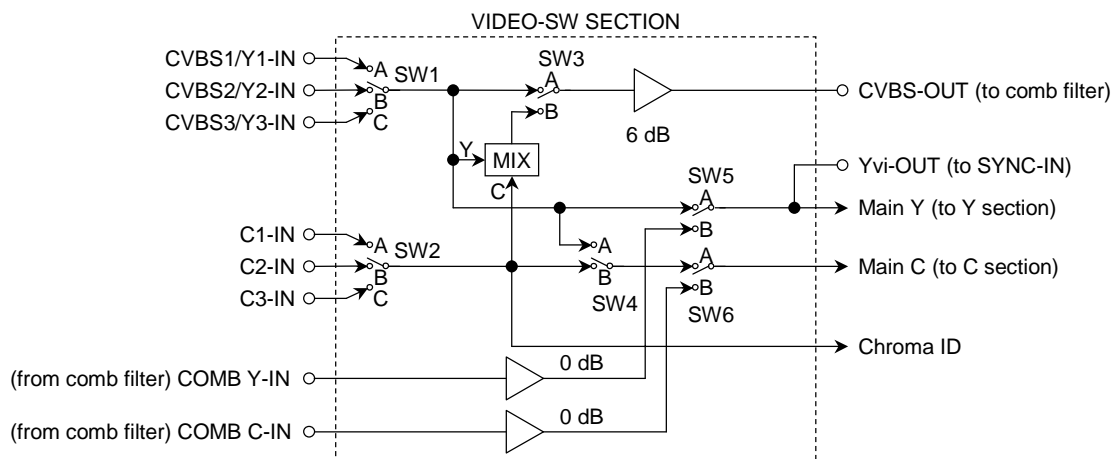 VIDEO-SW SECTION
CVBS1/Y1-IN
CVBS2/Y2-IN
CVBS3/Y3-IN
A
B
C
SW1
SW3
A
B
6 dB
CVBS-OUT (to comb filter)
Y
MIX
C
Yvi-OUT (to SYNC-IN)
SW5
A
B
Main Y (to Y section)
C1-IN
C2-IN
C3-IN
A
B
C
SW2
A
B
SW4
A
B
SW6
Main C (to C section)
Chroma ID
(from comb filter) COMB Y-IN
0 dB
(from comb filter) COMB C-IN
0 dB